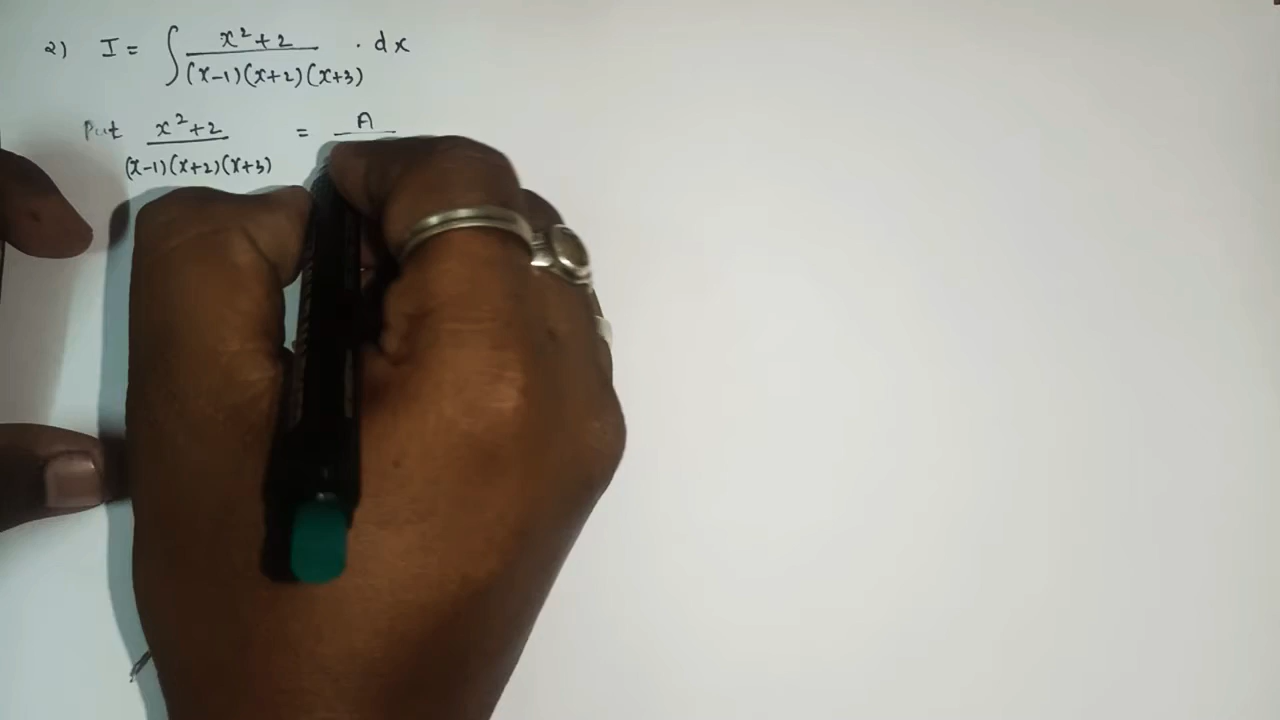 2) I = ∫ x²+2 / (x-1)(x+2)(x+3) . dx
Put x²+2 / (x-1)(x+2)(x+3) = A /